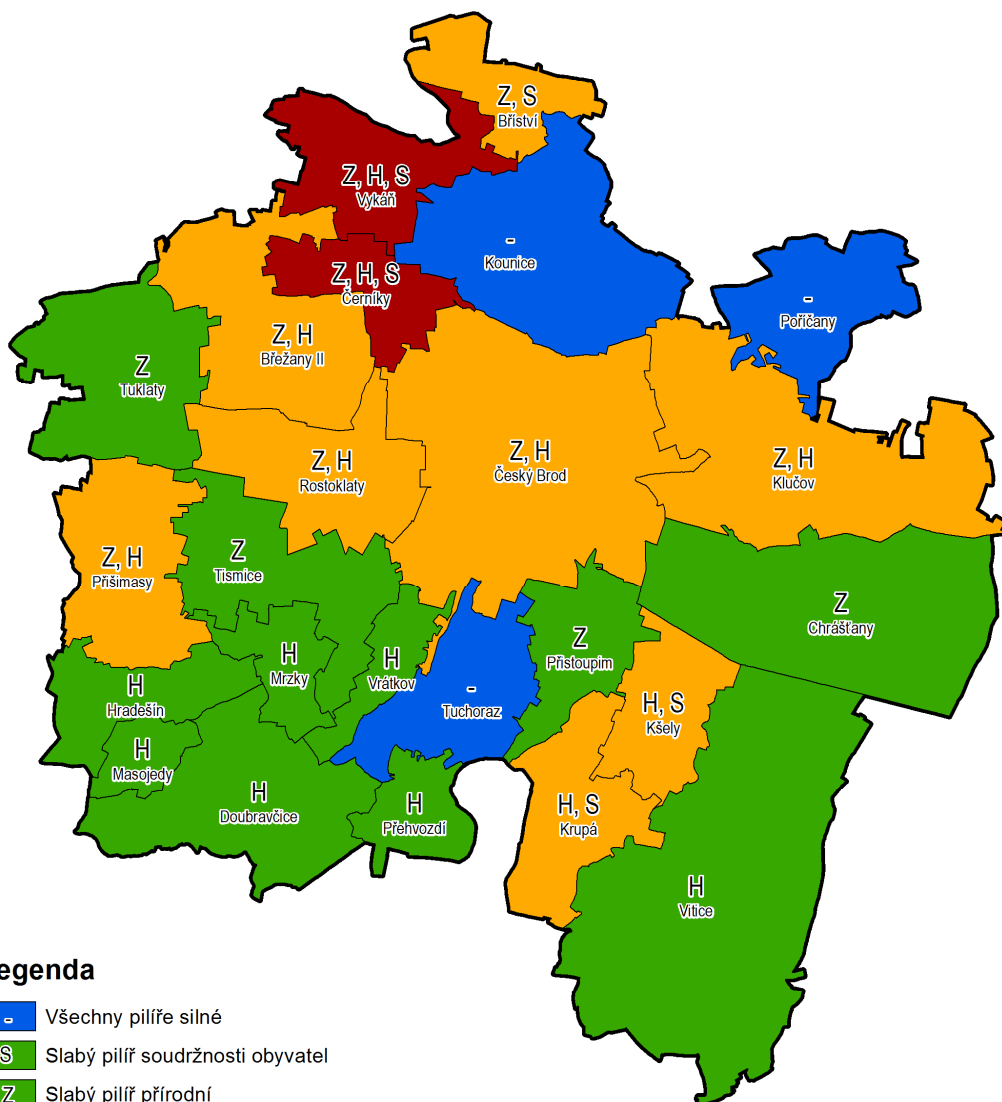 Z, S
Bříství
Z, H, S
Vykáň
-
Kounice
Z, H, S
Černíky
-
Poříčany
Z, H
Břežany II
Z
Tuklaty
Z, H
Rostoklaty
Z, H
Český Brod
Z, H
Klučov
Z, H
Přišimasy
Z
Tismice
Z
Chrášťany
Z
Přistoupim
H
Mrzky
H
Vrátkov
H
Hradešín
-
Tuchoraz
H, S
Kšely
H
Masojedy
H
Doubravčice
H
Přehvozdí
H, S
Krupá
H
Vitice
egenda
- Všechny pilíře silné
S Slabý pilíř soudržnosti obyvatel
Z Slabý pilíř přírodní